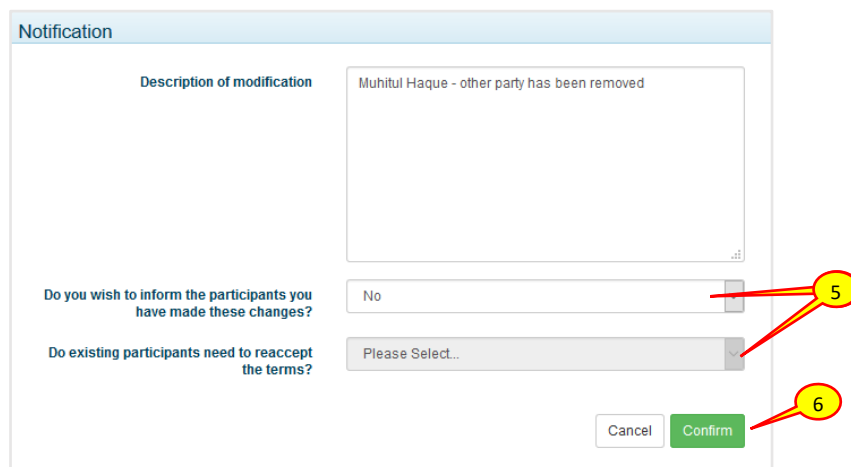 Notification
Description of modification
Muhitul Haque - other party has been removed
Do you wish to inform the participants you
have made these changes?
No
5
Do existing participants need to reaccept
the terms?
Please Select...
6
Cancel
Confirm